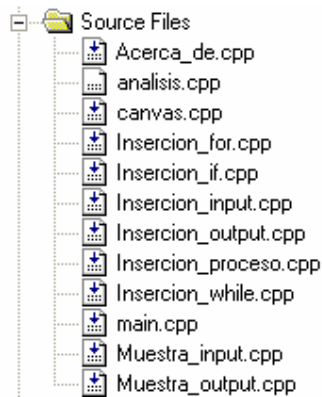 Source Files
Acerca_de.cpp
analisis.cpp
canvas.cpp
Insercion_for.cpp
Insercion_if.cpp
Insercion_input.cpp
Insercion_output.cpp
Insercion_proceso.cpp
Insercion_while.cpp
main.cpp
Muestra_input.cpp
Muestra_output.cpp